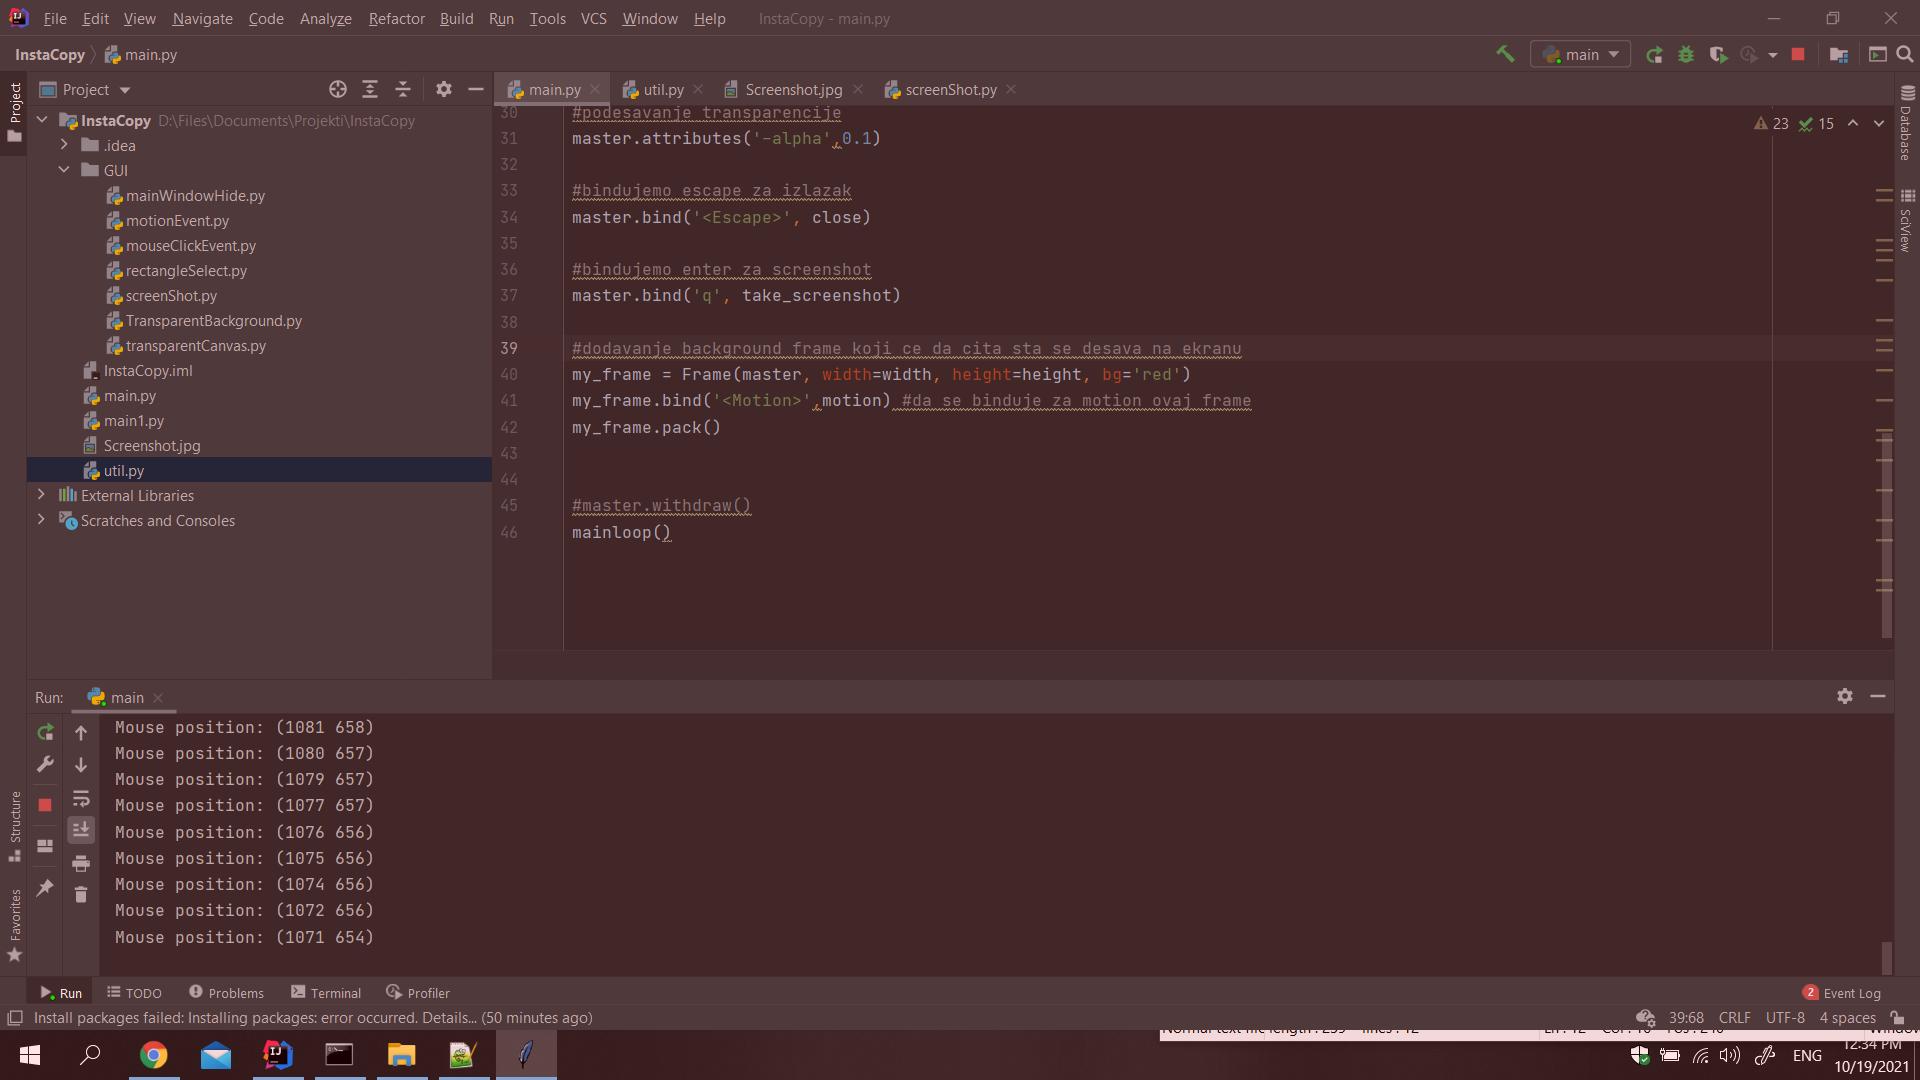 File Edit View Navigate Code Analyze Refactor Build Run Tools VCS Window Help InstaCopy - main.py
InstaCopy main.py main
Project
Project
main.py util.py Screenshot.jpg screenShot.py
InstaCopy D:\Files\Documents\Projekti\InstaCopy
.idea
GUI
mainWindowHide.py
motionEvent.py
mouseClickEvent.py
rectangleSelect.py
screenShot.py
TransparentBackground.py
transparentCanvas.py
InstaCopy.iml
main.py
main1.py
Screenshot.jpg
util.py
External Libraries
Scratches and Consoles
30 #podesavanje transparencije
31 master.attributes('-alpha',0.1)
32
33 #bindujemo escape za izlazak
34 master.bind('<Escape>', close)
35
36 #bindujemo enter za screenshot
37 master.bind('q', take_screenshot)
38
39 #dodavanje background frame koji ce da cita sta se desava na ekranu
40 my_frame = Frame(master, width=width, height=height, bg='red')
41 my_frame.bind('<Motion>',motion) #da se binduje za motion ovaj frame
42 my_frame.pack()
43
44
45 #master.withdraw()
46 mainloop()
23 15
Database
SciView
Run: main
Mouse position: (1081 658)
Mouse position: (1080 657)
Mouse position: (1079 657)
Mouse position: (1077 657)
Mouse position: (1076 656)
Mouse position: (1075 656)
Mouse position: (1074 656)
Mouse position: (1072 656)
Mouse position: (1071 654)
Structure
Favorites
Run TODO Problems Terminal Profiler 2 Event Log
Install packages failed: Installing packages: error occurred. Details... (50 minutes ago) 39:68 CRLF UTF-8 4 spaces
ENG
12:34 PM
10/19/2021